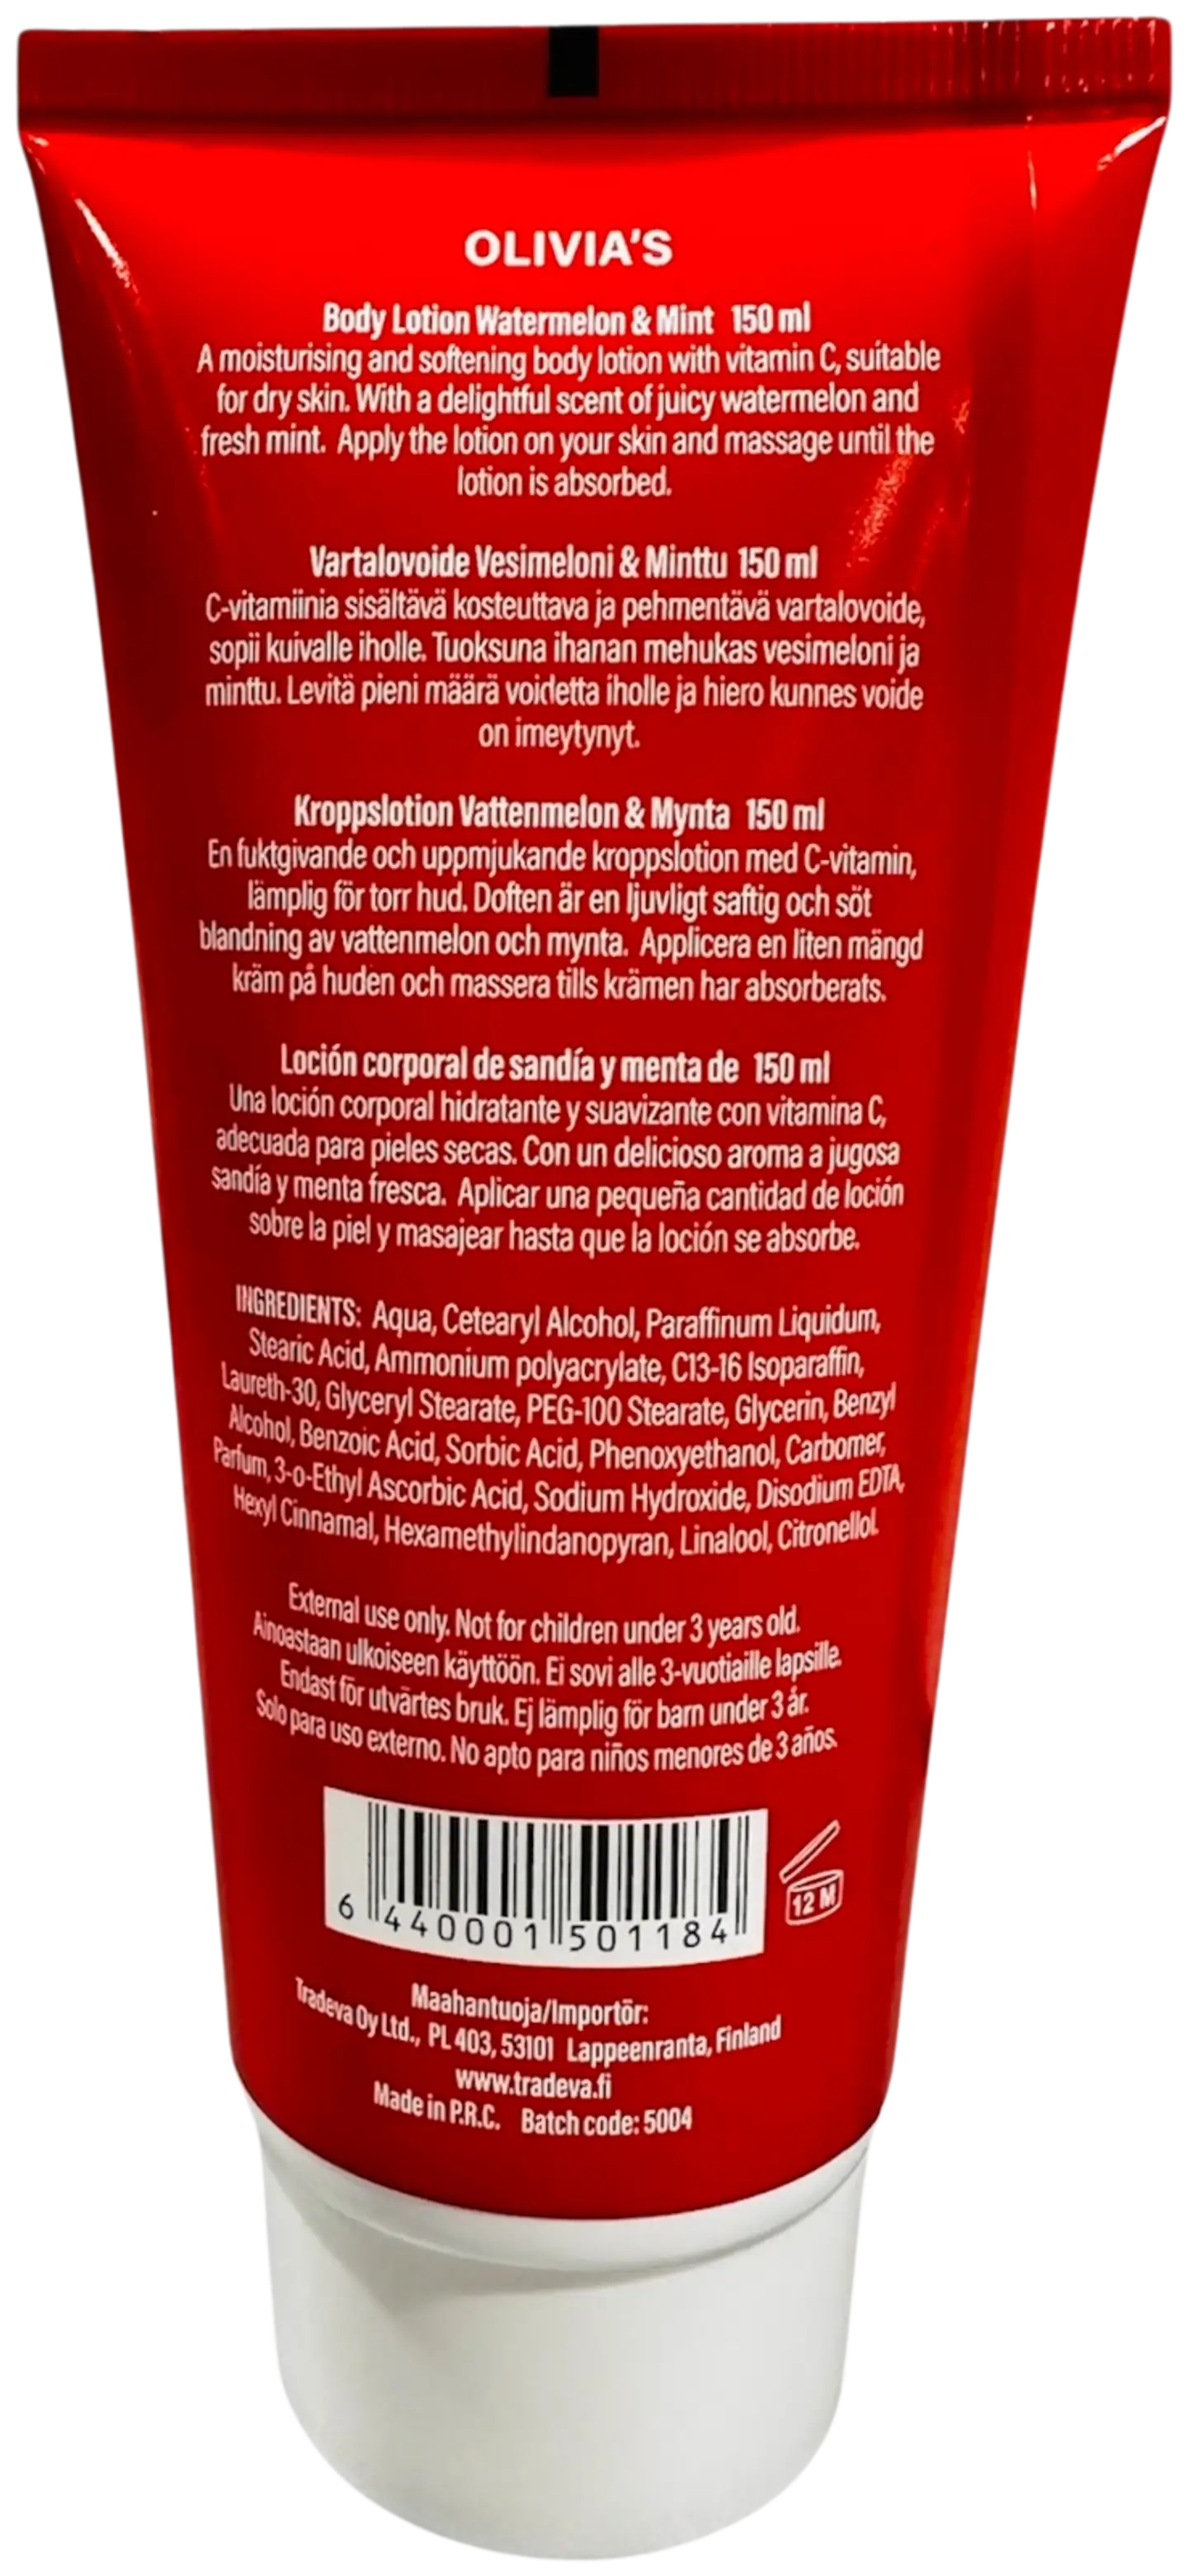 OLIVIA'S
Body Lotion Watermelon & Mint 150 ml
A moisturising and softening body lotion with vitamin C, suitable
for dry skin. With a delightful scent of juicy watermelon and
fresh mint. Apply the lotion on your skin and massage until the
lotion is absorbed.
Vartalovoide Vesimeloni & Minttu 150 ml
C-vitamiinia sisältävä kosteuttava ja pehmentävä vartalovoide,
sopii kuivalle iholle. Tuoksuna ihanan mehukas vesimeloni ja
minttu. Levitä pieni määrä voidetta iholle ja hiero kunnes voide
on imeytynyt.
Kroppslotion Vattenmelon & Mynta 150 ml
En fuktgivande och uppmjukande kroppslotion med C-vitamin,
lämplig för torr hud. Doften är en ljuvligt saftig och söt
blandning av vattenmelon och mynta. Applicera en liten mängd
kräm på huden och massera tills krämen har absorberats.
Loción corporal de sandía y menta de 150 ml
Una loción corporal hidratante y suavizante con vitamina C,
adecuada para pieles secas. Con un delicioso aroma a jugosa
sandía y menta fresca. Aplicar una pequeña cantidad de loción
sobre la piel y masajear hasta que la loción se absorbe.
INGREDIENTS: Aqua, Cetearyl Alcohol, Paraffinum Liquidum,
Stearic Acid, Ammonium polyacrylate, C13-16 Isoparaffin,
Laureth-30, Glyceryl Stearate, PEG-100 Stearate, Glycerin, Benzyl
Alcohol, Benzoic Acid, Sorbic Acid, Phenoxyethanol, Carbomer,
Parfum, 3-o-Ethyl Ascorbic Acid, Sodium Hydroxide, Disodium EDTA,
Hexyl Cinnamal, Hexamethylindanopyran, Linalool, Citronellol.
External use only. Not for children under 3 years old.
Ainoastaan ulkoiseen käyttöön. Ei sovi alle 3-vuotiaille lapsille.
Endast för utvärtes bruk. Ej lämplig för barn under 3 år.
Solo para uso externo. No apto para niños menores de 3 años.
6 440001 501184
12 M
Maahantuoja/Importör:
Tradeva Oy Ltd., PL 403, 53101 Lappeenranta, Finland
www.tradeva.fi
Made in P.R.C. Batch code: 5004